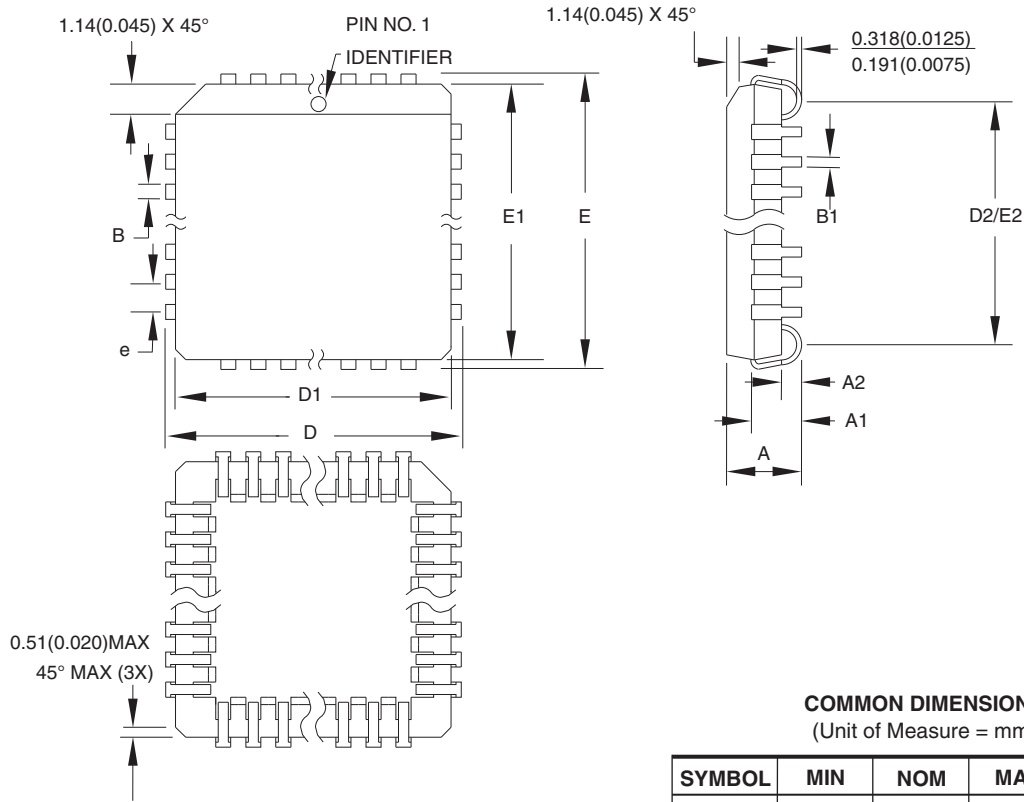 1.14(0.045) X 45°
PIN NO. 1
IDENTIFIER
1.14(0.045) X 45°
0.318(0.0125)
0.191(0.0075)
B
e
E1
E
B1
D2/E2
A2
A1
A
D1
D
0.51(0.020)MAX
45° MAX (3X)
COMMON DIMENSION
(Unit of Measure = mm
SYMBOL MIN NOM MA